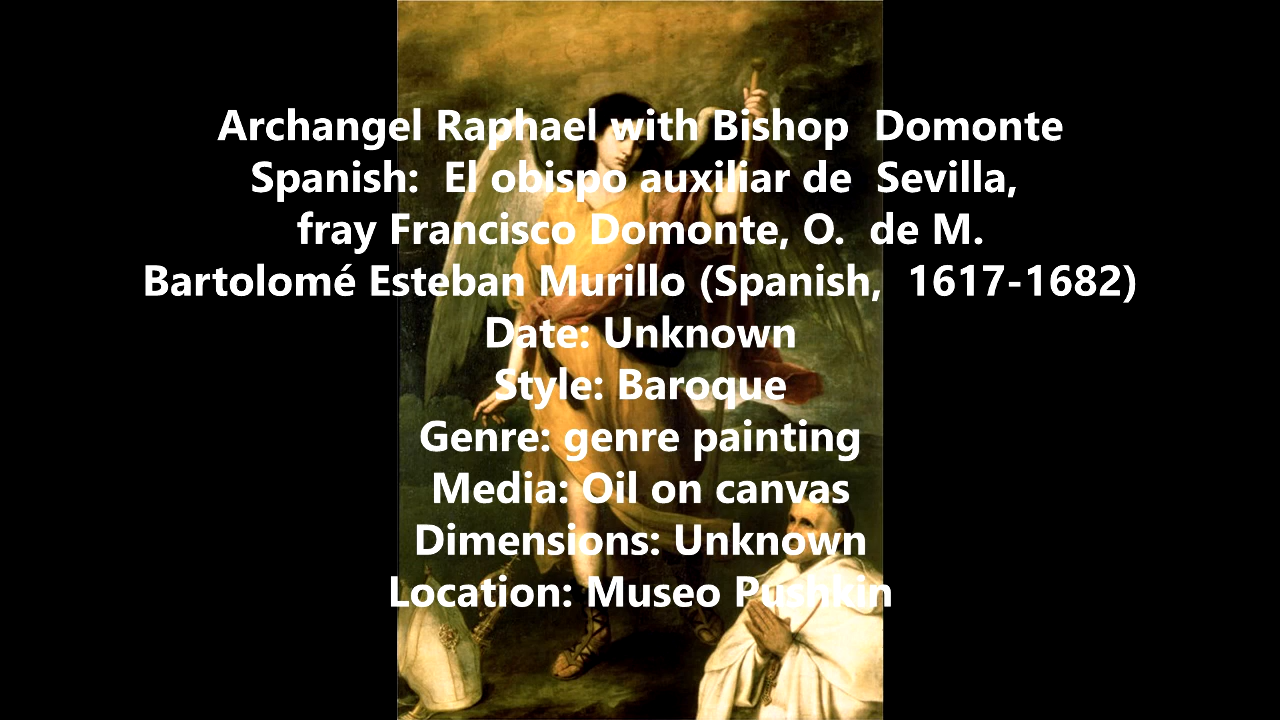 Archangel Raphael with Bishop Domonte
Spanish: El obispo auxiliar de Sevilla,
fray Francisco Domonte, O. de M.
Bartolomé Esteban Murillo (Spanish, 1617-1682)
Date: Unknown
Style: Baroque
Genre: genre painting
Media: Oil on canvas
Dimensions: Unknown
Location: Museo Pushkin